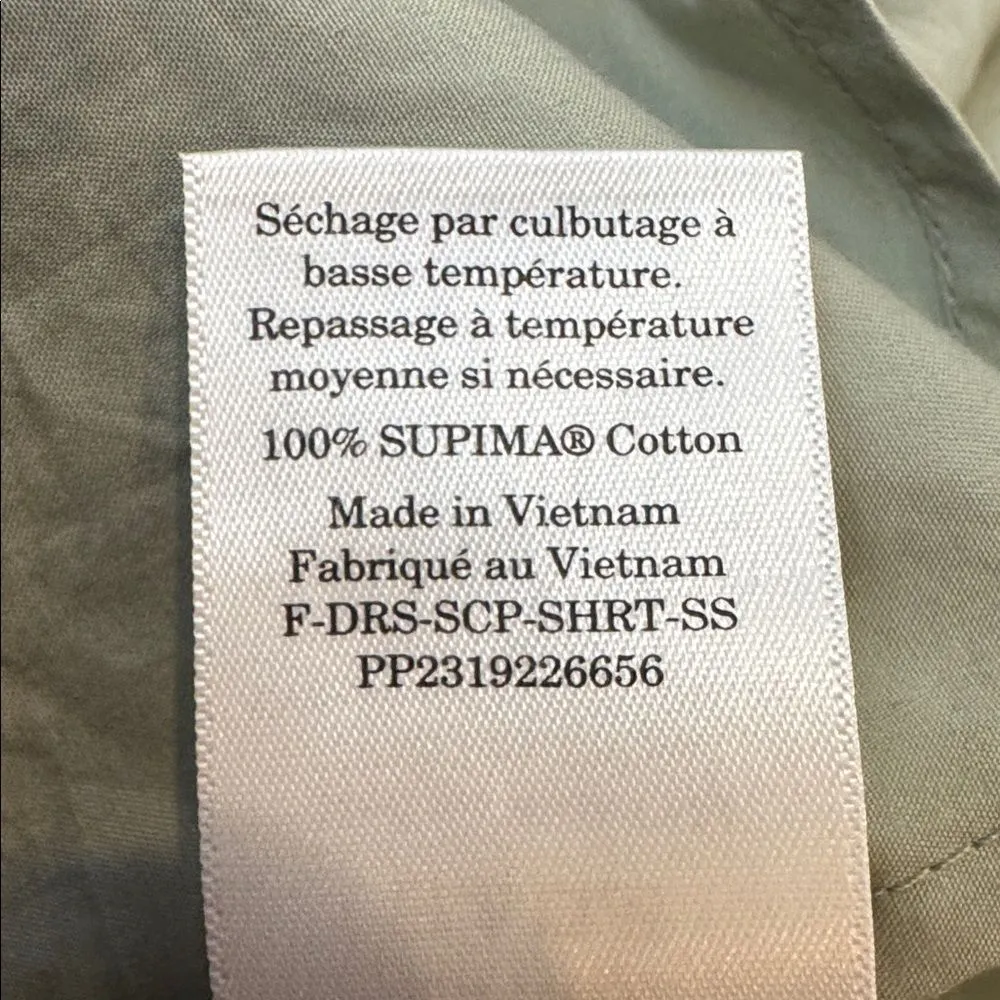 Séchage par culbutage à
basse température.
Repassage à température
moyenne si nécessaire.
100% SUPIMA® Cotton
Made in Vietnam
Fabriqué au Vietnam
F-DRS-SCP-SHRT-SS
PP2319226656